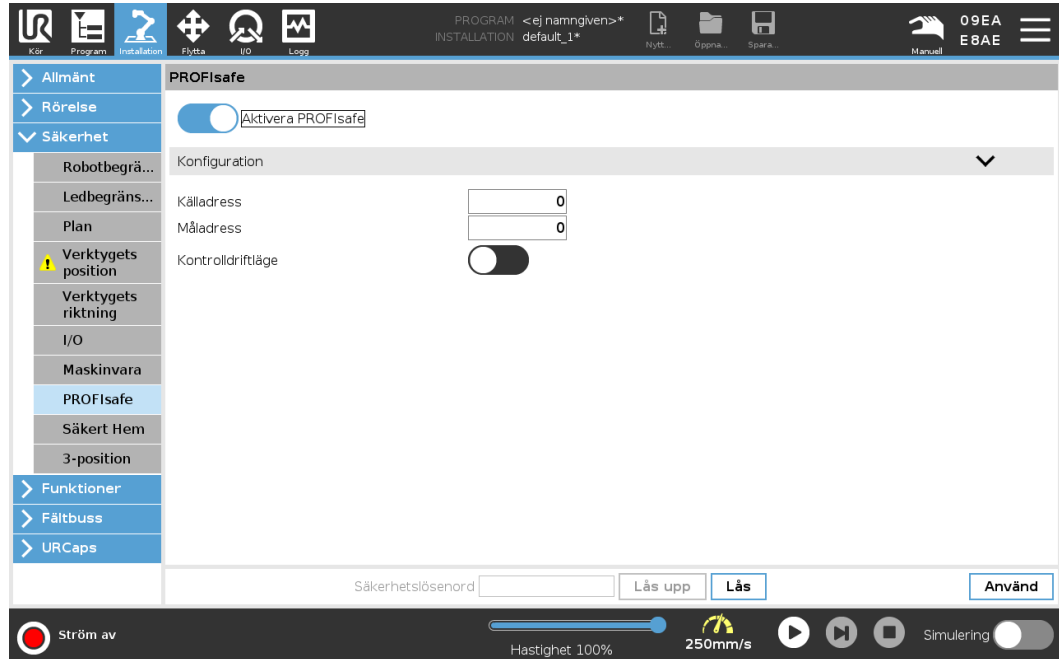 UR
PROGRAM <ej namngiven>*
INSTALLATION default_1*
Kör
Program
Installation
Flytta
I/O
Logg
Nytt...
Öppna...
Spara...
Manuell
09EA
E8AE
Allmänt
Rörelse
Säkerhet
Robotbegrä...
Ledbegräns...
Plan
Verktygets
position
Verktygets
riktning
I/O
Maskinvara
PROFIsafe
Säkert Hem
3-position
Funktioner
Fältbuss
URCaps
PROFIsafe
Aktivera PROFIsafe
Konfiguration
Källadress 0
Måladress 0
Kontrolldriftläge
Säkerhetslösenord
Lås upp
Lås
Använd
Ström av
Hastighet 100%
250mm/s
Simulering